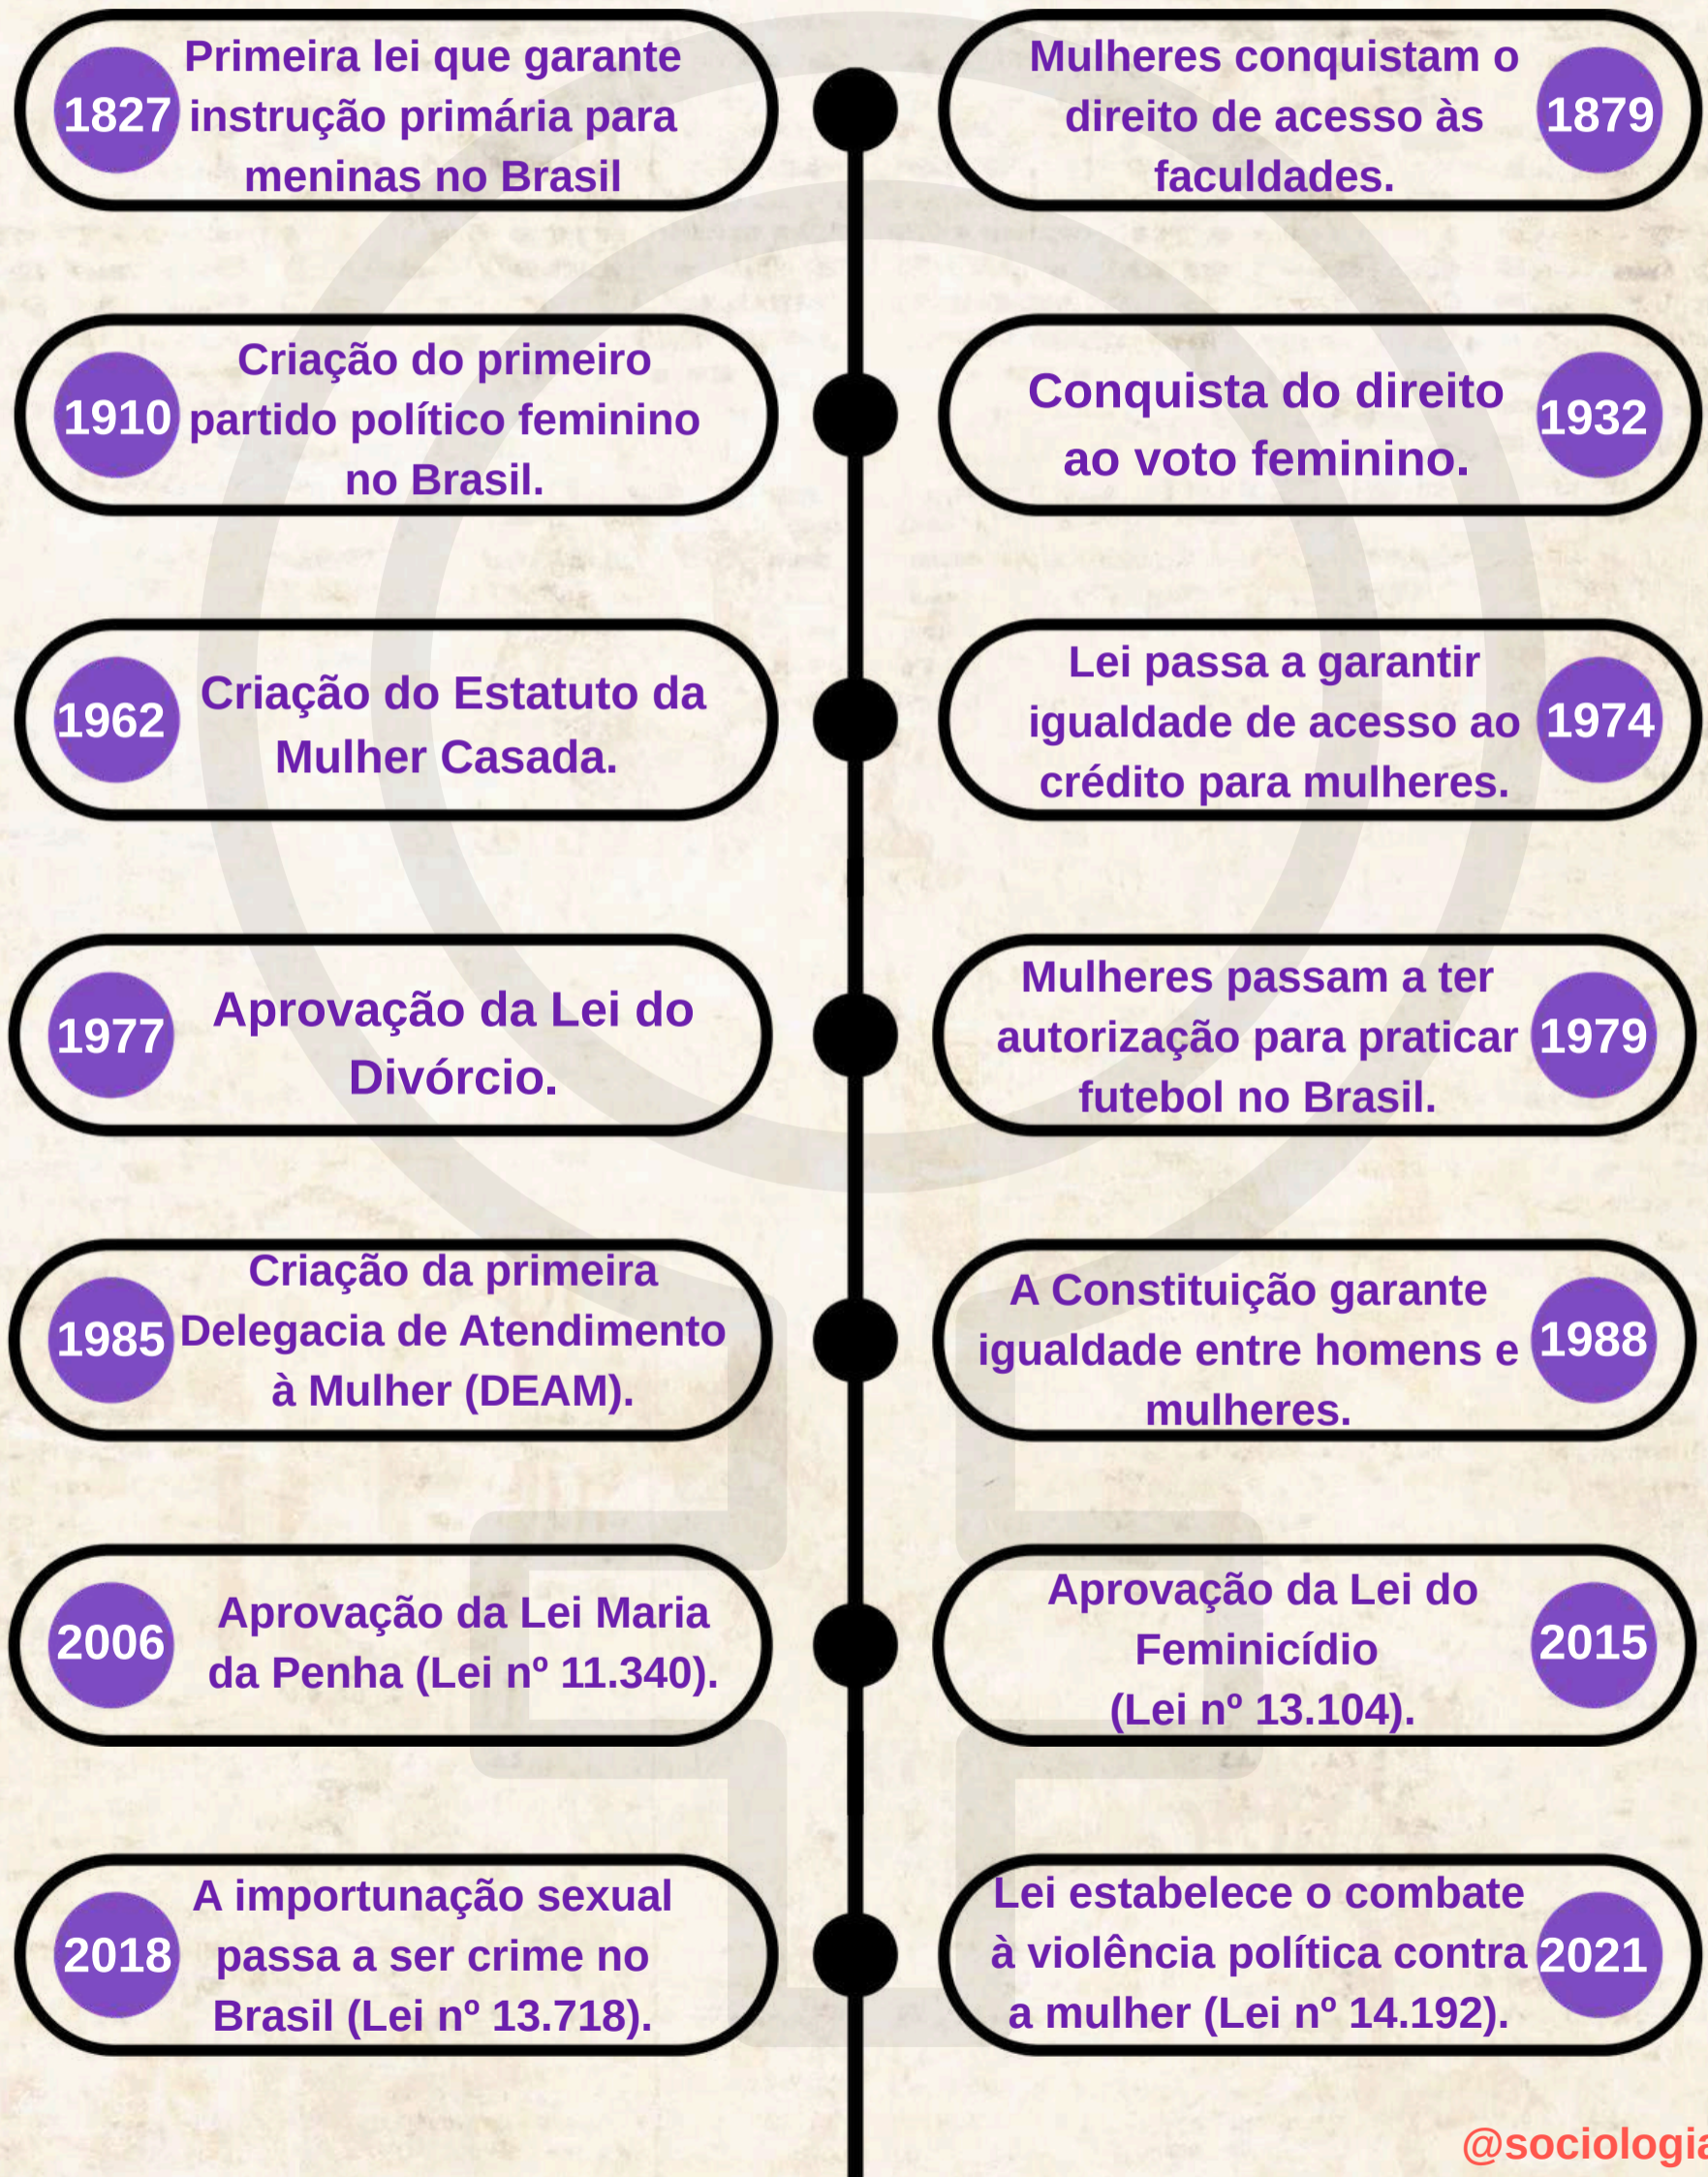 1827
Primeira lei que garante
instrução primária para
meninas no Brasil
Mulheres conquistam o
direito de acesso às
faculdades.
1879
1910
Criação do primeiro
partido político feminino
no Brasil.
Conquista do direito
ao voto feminino.
1932
1962
Criação do Estatuto da
Mulher Casada.
Lei passa a garantir
igualdade de acesso ao
crédito para mulheres.
1974
1977
Aprovação da Lei do
Divórcio.
Mulheres passam a ter
autorização para praticar
futebol no Brasil.
1979
1985
Criação da primeira
Delegacia de Atendimento
à Mulher (DEAM).
A Constituição garante
igualdade entre homens e
mulheres.
1988
2006
Aprovação da Lei Maria
da Penha (Lei nº 11.340).
Aprovação da Lei do
Feminicídio
(Lei nº 13.104).
2015
2018
A importunação sexual
passa a ser crime no
Brasil (Lei nº 13.718).
Lei estabelece o combate
à violência política contra
a mulher (Lei nº 14.192).
2021
@sociologia